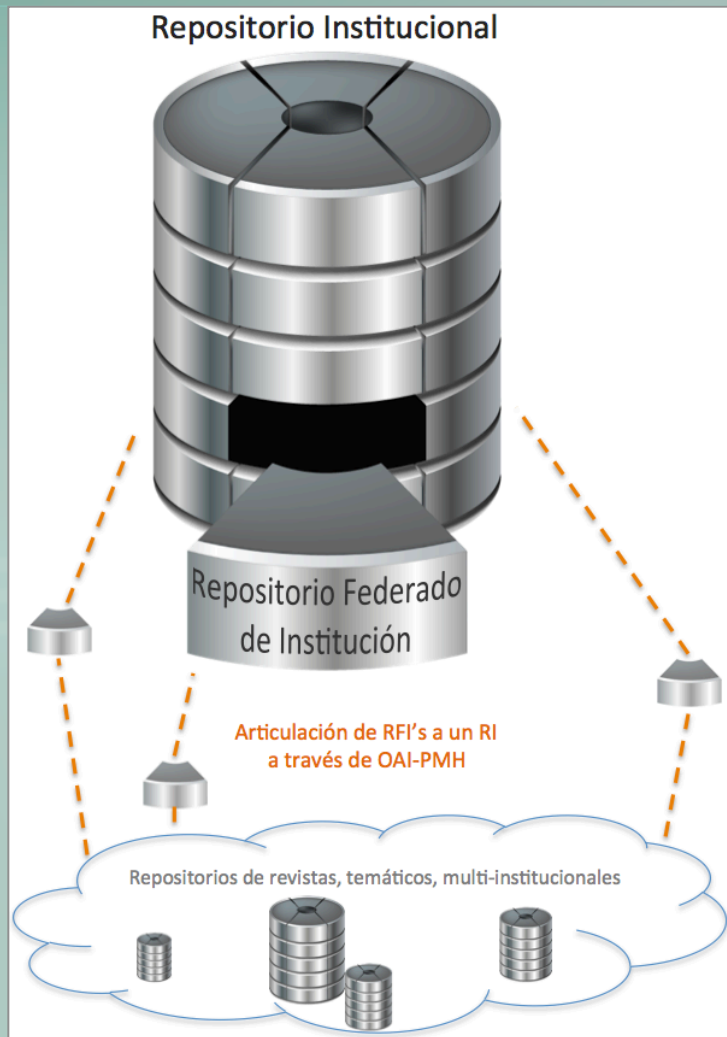 Repositorio Institucional
Repositorio Federado
de Institución
Articulación de RFI's a un RI
a través de OAI-PMH
Repositorios de revistas, temáticos, multi-institucionales